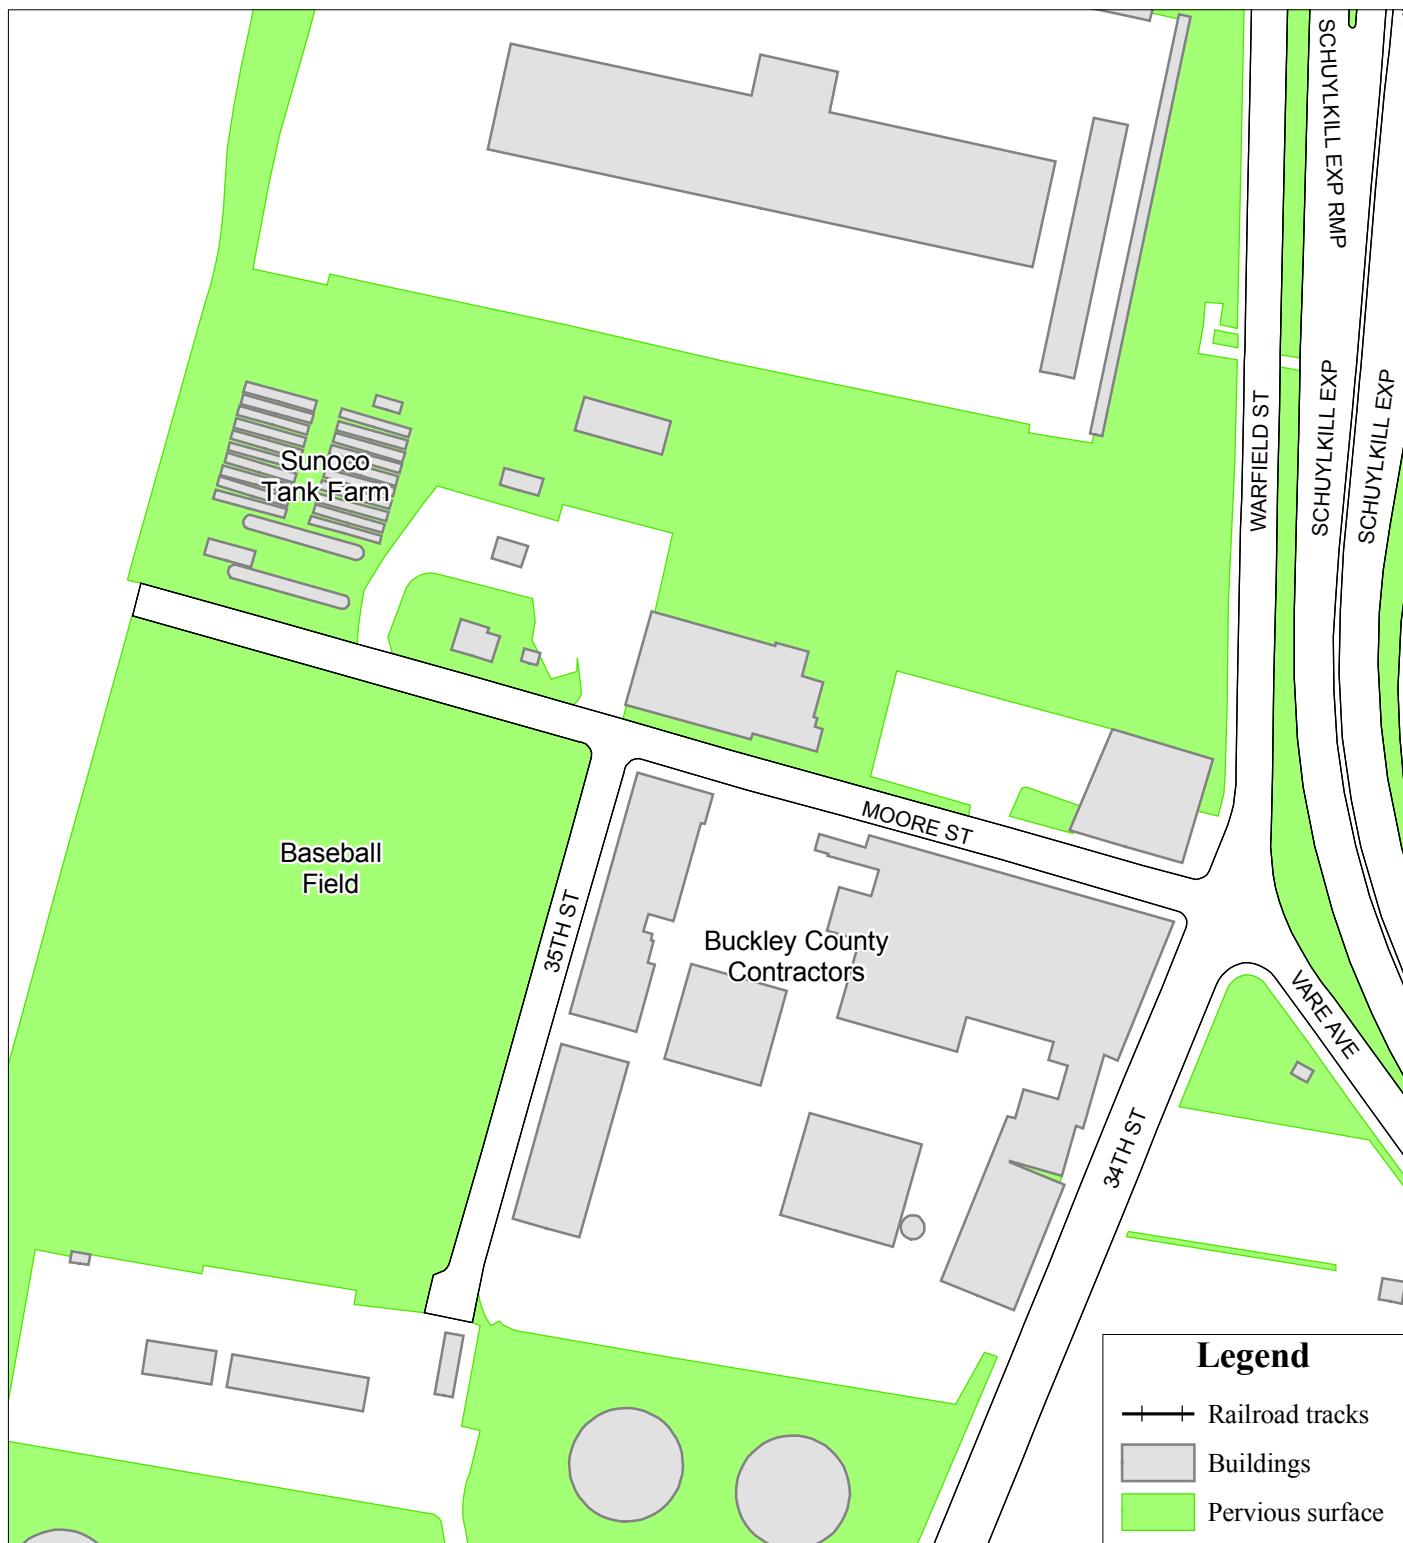 SCHUYLKILL EXP RMP
WARFIELD ST
SCHUYLKILL EXP
SCHUYLKILL EXP
Sunoco
Tank Farm
MOORE ST
Baseball
Field
35TH ST
Buckley County
Contractors
VARE AVE
34TH ST
Legend
Railroad tracks
Buildings
Pervious surface